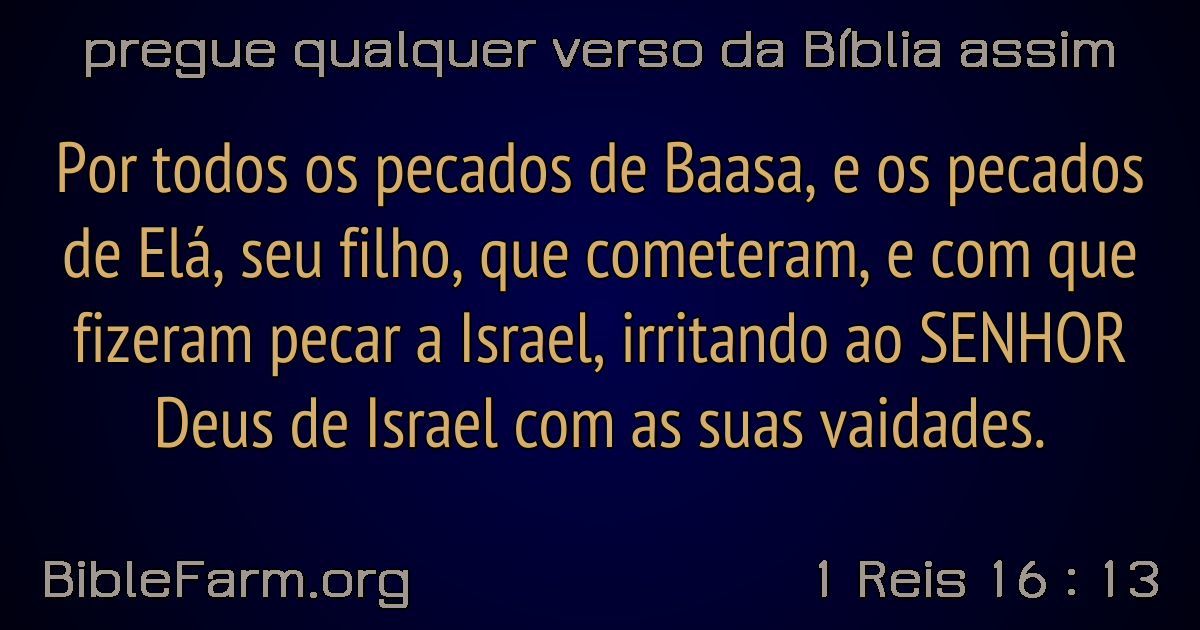 pregue qualquer verso da Bíblia assim
Por todos os pecados de Baasa, e os pecados
de Elá, seu filho, que cometeram, e com que
fizeram pecar a Israel, irritando ao SENHOR
Deus de Israel com as suas vaidades.
BibleFarm.org
1 Reis 16 : 13